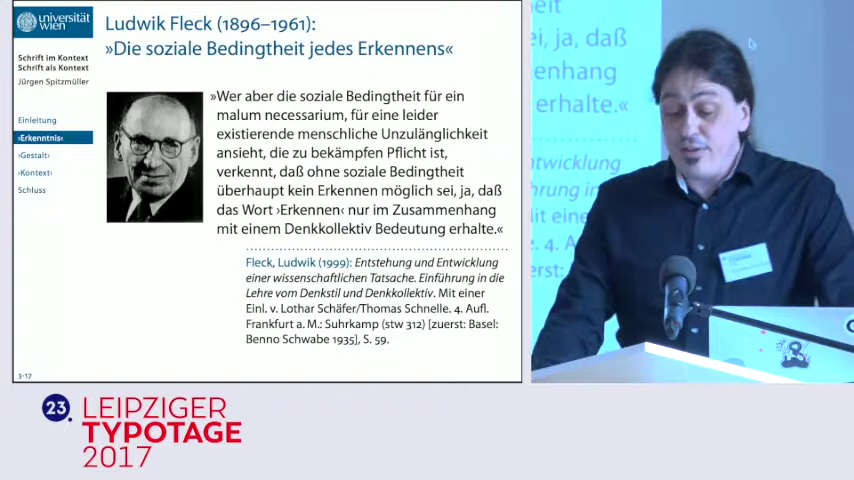 universität
wien
Schrift im Kontext
Schrift als Kontext
Jürgen Spitzmüller
Einleitung
›Erkenntnis‹
›Gestalt‹
›Kontext‹
Schluss
3-17
Ludwik Fleck (1896–1961):
»Die soziale Bedingtheit jedes Erkennens«
»Wer aber die soziale Bedingtheit für ein
malum necessarium, für eine leider
existierende menschliche Unzulänglichkeit
ansieht, die zu bekämpfen Pflicht ist,
verkennt, daß ohne soziale Bedingtheit
überhaupt kein Erkennen möglich sei, ja, daß
das Wort ›Erkennen‹ nur im Zusammenhang
mit einem Denkkollektiv Bedeutung erhalte.«
Fleck, Ludwik (1999): Entstehung und Entwicklung
einer wissenschaftlichen Tatsache. Einführung in die
Lehre vom Denkstil und Denkkollektiv. Mit einer
Einl. v. Lothar Schäfer/Thomas Schnelle. 4. Aufl.
Frankfurt a. M.: Suhrkamp (stw 312) [zuerst: Basel:
Benno Schwabe 1935], S. 59.
ei, ja, daß
menhang
erhalte.«
ntwicklung
hrung in
lit eine
e. 4. A
erst:
23.
LEIPZIGER
TYPOTAGE
2017